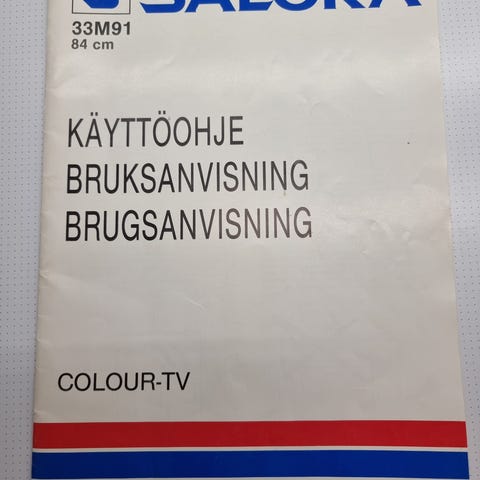 SALORA
33M91
84 cm
KÄYTTÖOHJE
BRUKSANVISNING
BRUGSANVISNING
COLOUR-TV